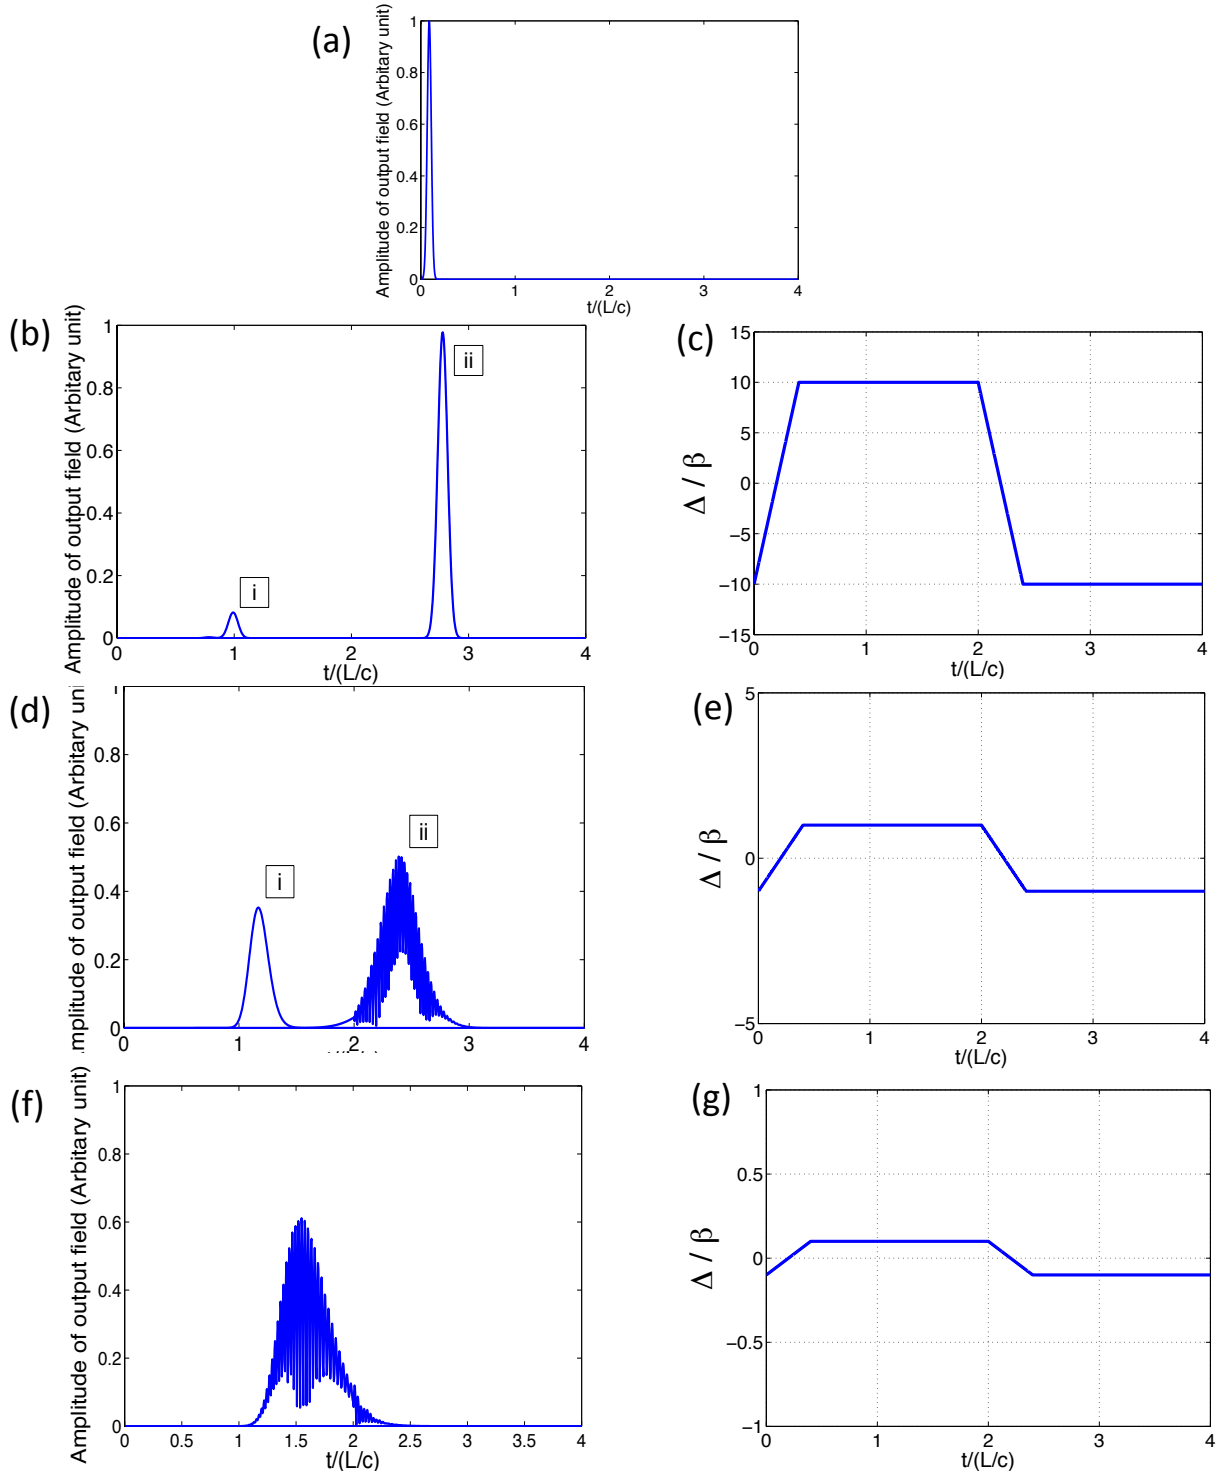 (a)
Amplitude of output field (Arbitary unit)
1
0.8
0.6
0.4
0.2
0
0 1 2 3 4
t/(L/c)
(b)
Amplitude of output field (Arbitary unit)
1
0.8
0.6
0.4
0.2
0
i
ii
0 1 2 3 4
t/(L/c)
(c)
Δ / β
15
10
5
0
−5
−10
−15
0 1 2 3 4
t/(L/c)
(d)
mplitude of output field (Arbitary uni
0.8
0.6
0.4
0.2
0
i
ii
0 1 2 3 4
(e)
Δ / β
5
0
−5
0 1 2 3 4
t/(L/c)
(f)
Amplitude of output field (Arbitary unit)
1
0.8
0.6
0.4
0.2
0
0 0.5 1 1.5 2 2.5 3 3.5 4
t/(L/c)
(g)
Δ / β
1
0.5
0
−0.5
−1
0 1 2 3 4
t/(L/c)